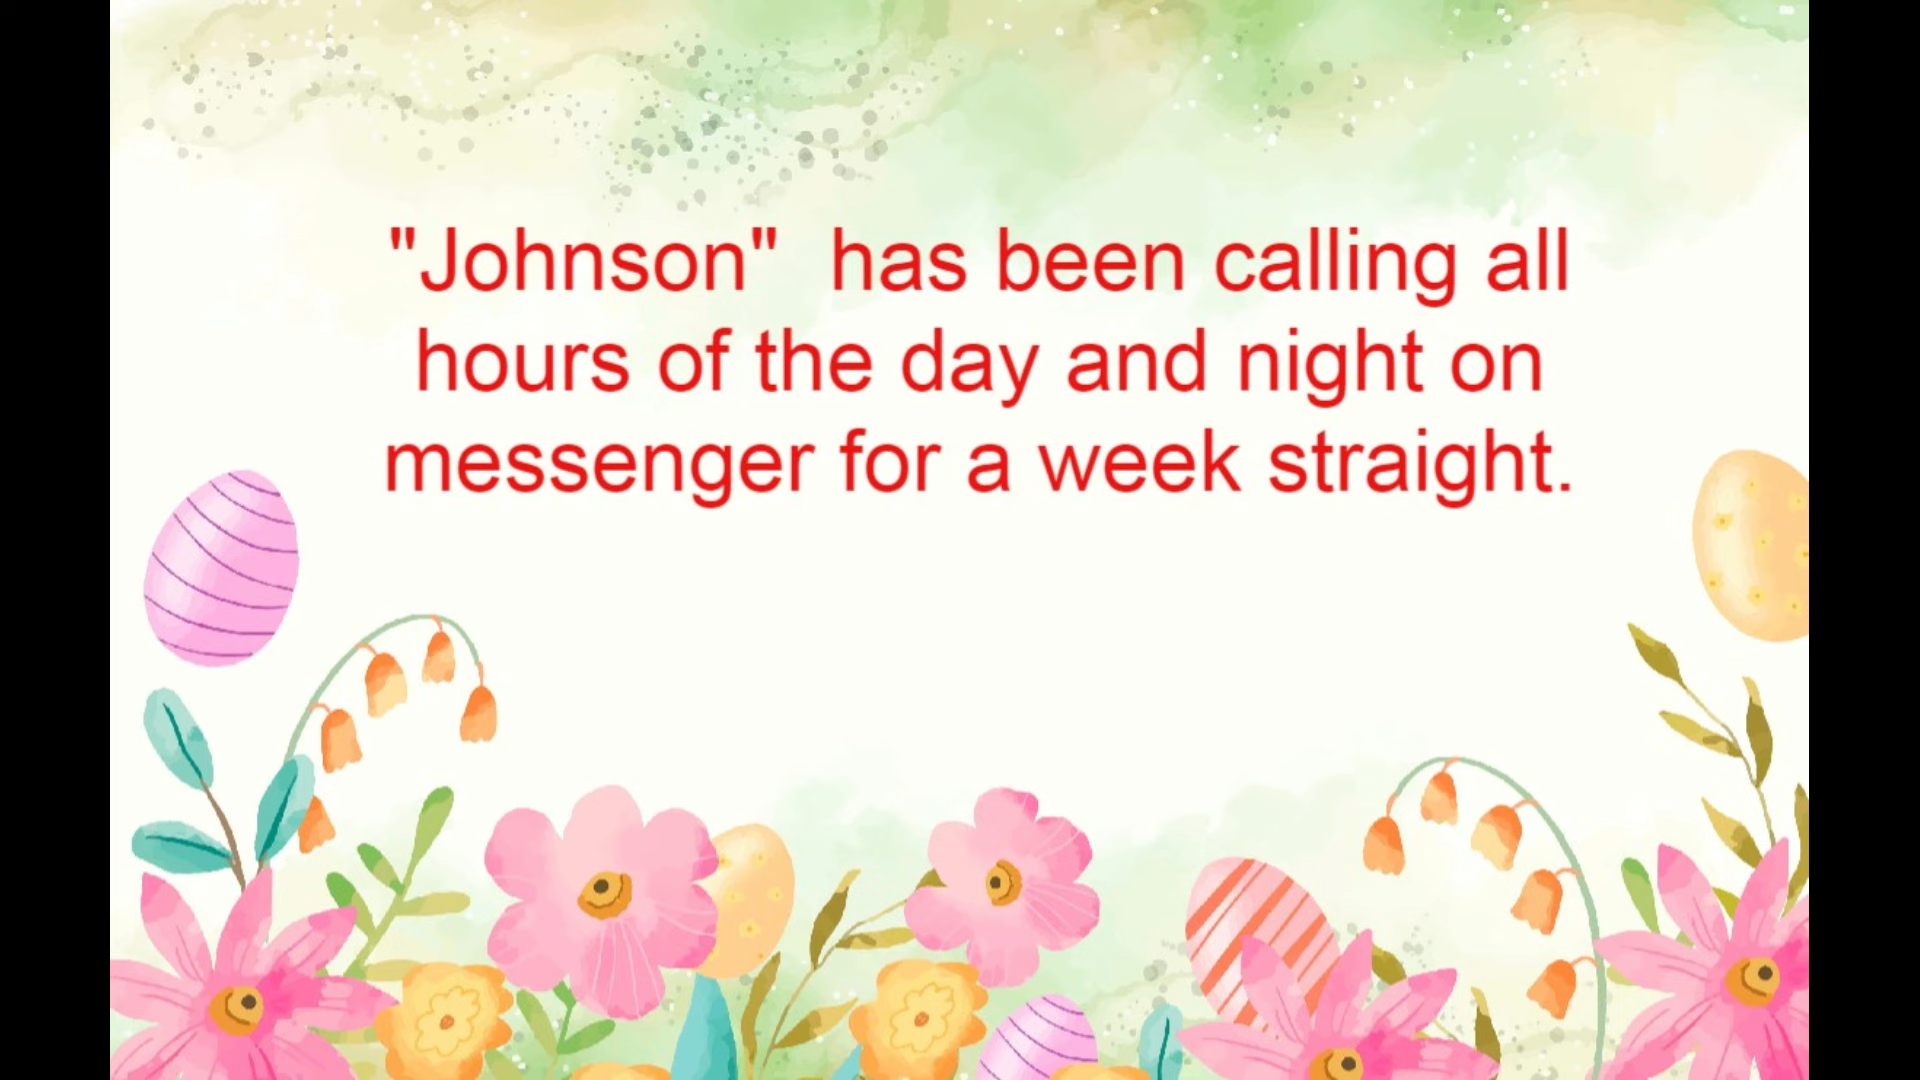 "Johnson"  has been calling all
hours of the day and night on
messenger for a week straight.